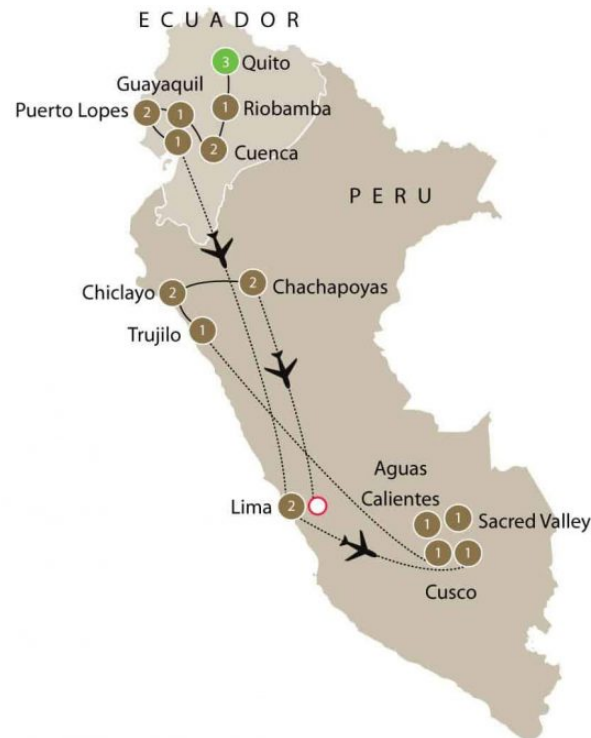 ECUADOR
3 Quito
Guayaquil
Puerto Lopes 2 1 1 Riobamba
1 2 Cuenca
PERU
Chiclayo 2 2 Chachapoyas
Trujilo 1
Aguas
Calientes
Lima 2
1 1 Sacred Valley
1 1
Cusco